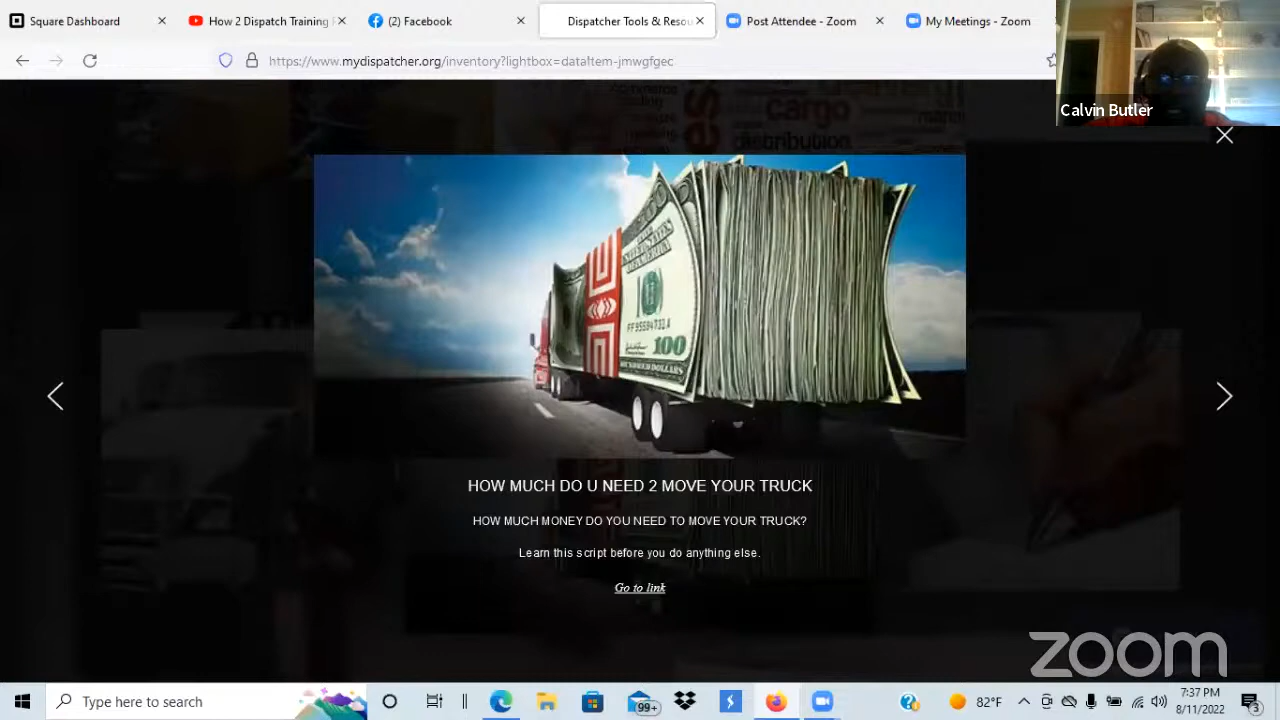 Square Dashboard
How 2 Dispatch Training
(2) Facebook
Dispatcher Tools & Resou
Post Attendee - Zoom
My Meetings - Zoom
https://www.mydispatcher.org/inventory?lightbox=dataItem-jmwgfgec
Calvin Butler
cargo
distribution
100
HOW MUCH DO U NEED 2 MOVE YOUR TRUCK
HOW MUCH MONEY DO YOU NEED TO MOVE YOUR TRUCK?
Learn this script before you do anything else.
Go to link
zoom
Type here to search
99+
82°F
7:37 PM
8/11/2022
3